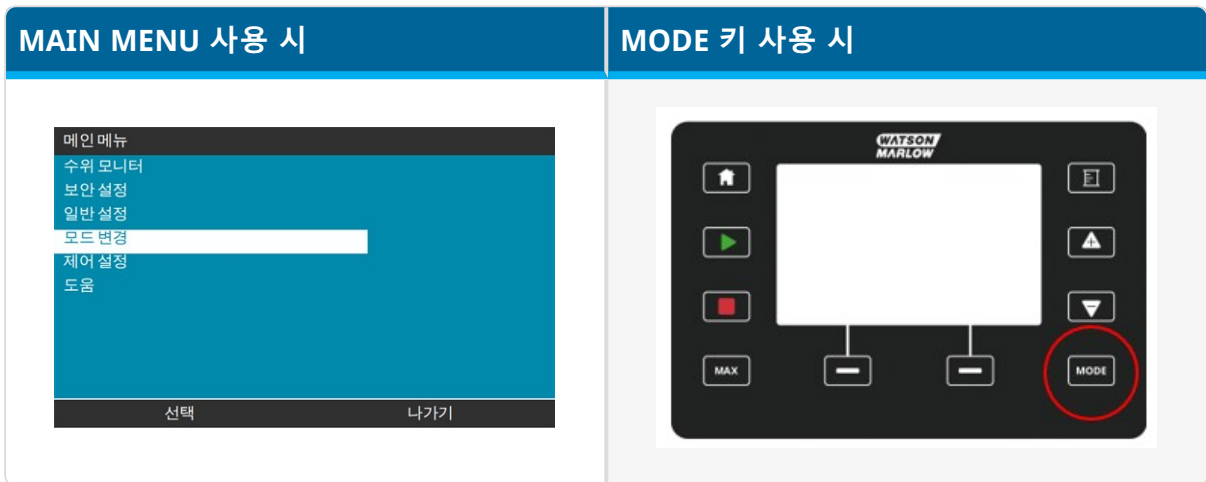 MAIN MENU 사용 시
MODE 키 사용 시
메인 메뉴
수위 모니터
보안 설정
일반 설정
모드 변경
제어 설정
도움
선택
나가기
WATSON
MARLOW
MAX
MODE